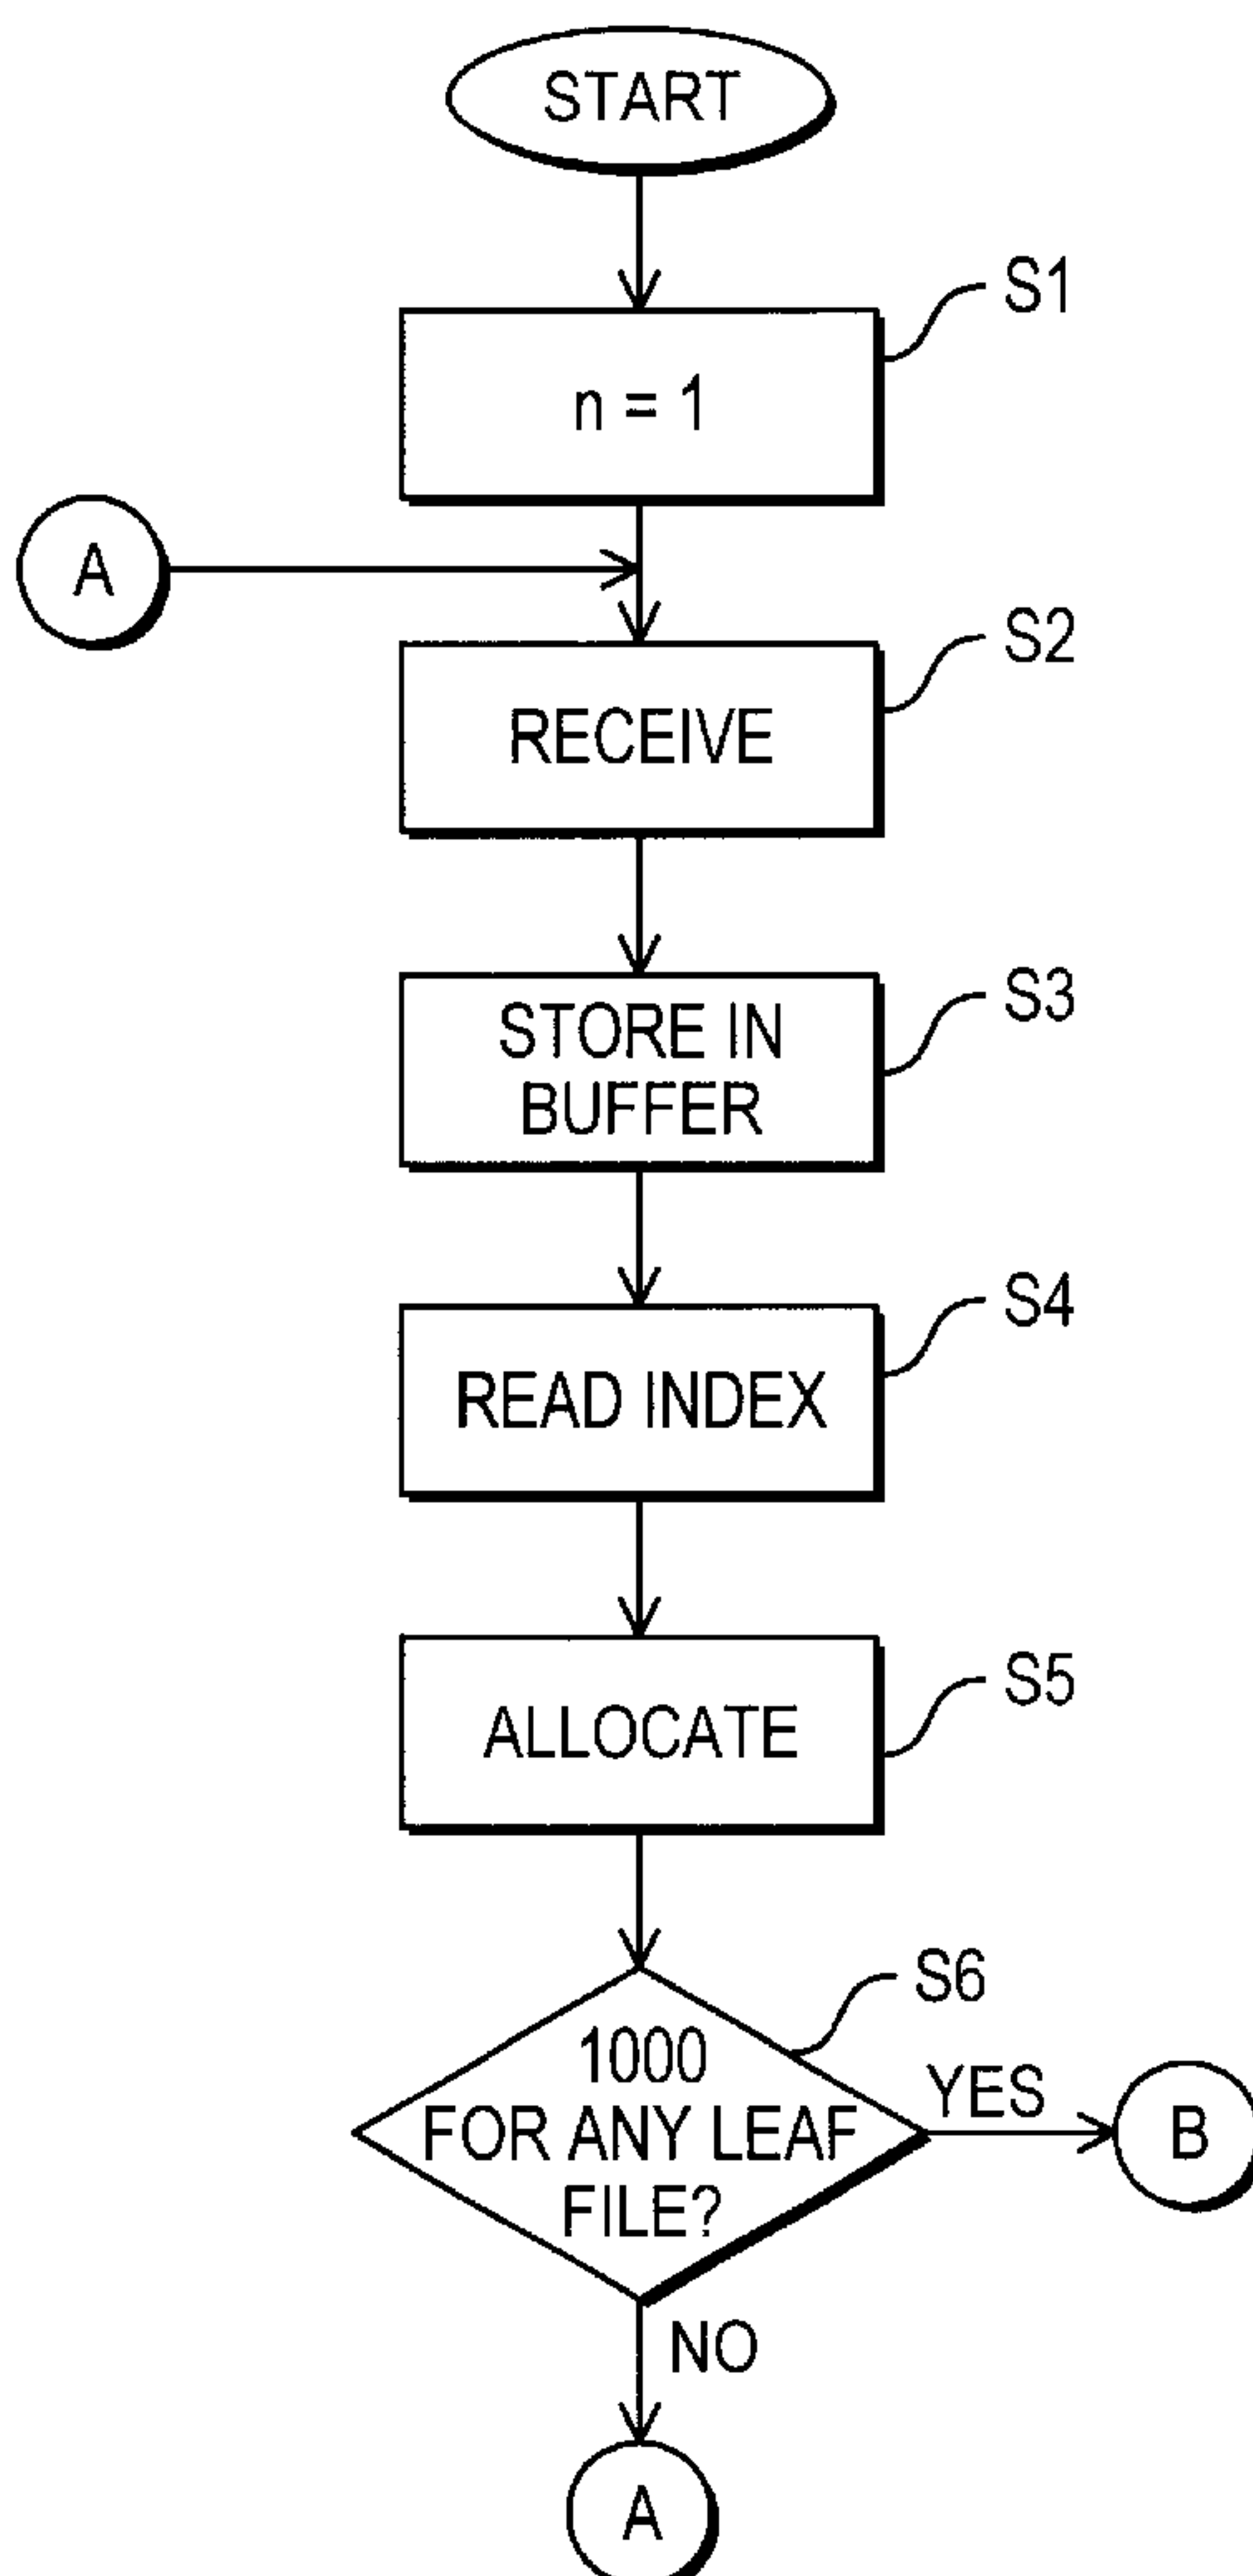 START
S1
n = 1
A
S2
RECEIVE
S3
STORE IN
BUFFER
S4
READ INDEX
S5
ALLOCATE
S6
1000
FOR ANY LEAF
FILE?
YES
B
NO
A